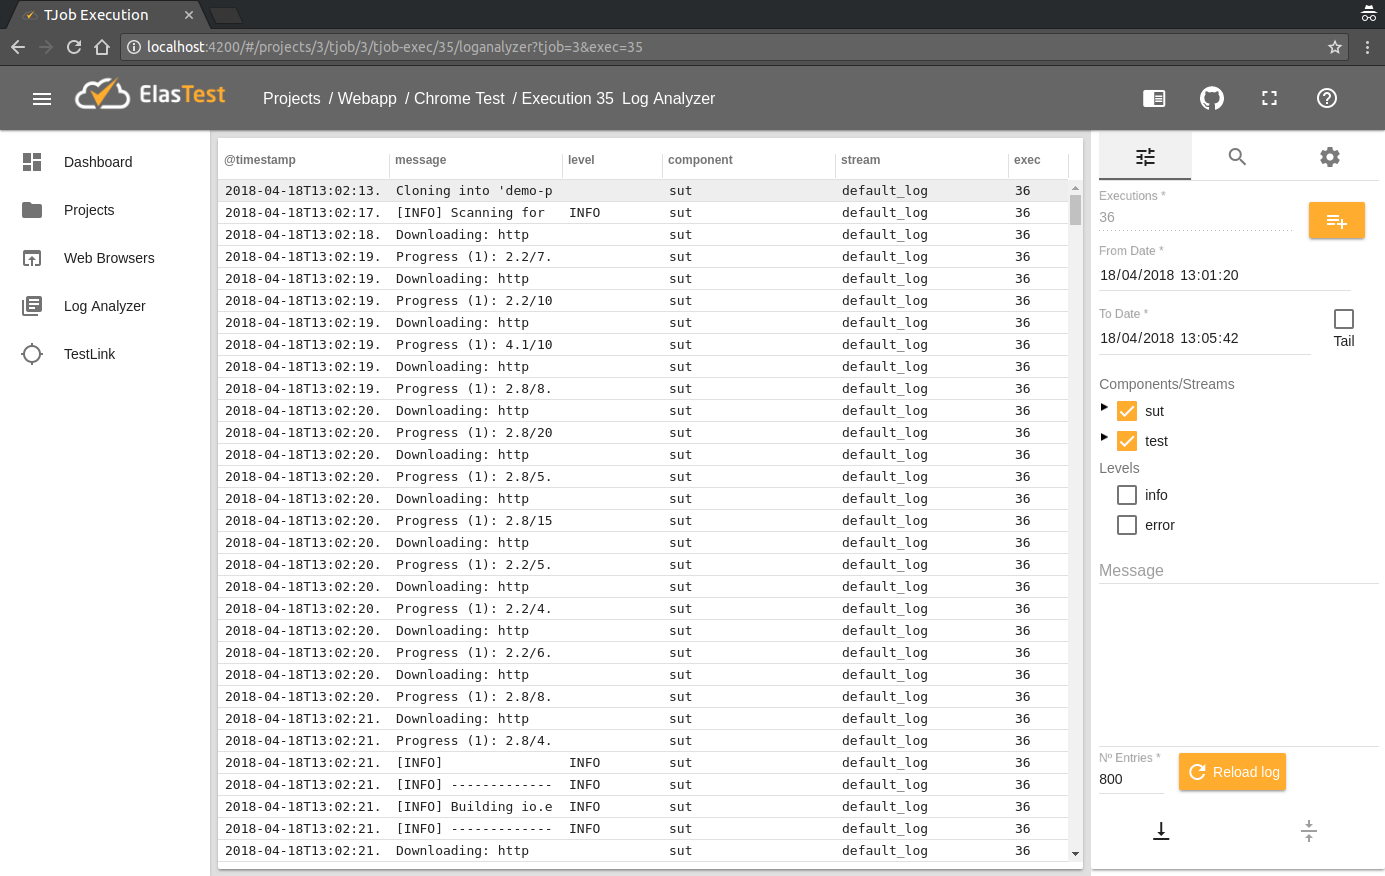 TJob Execution
localhost:4200/#/projects/3/tjob/3/tjob-exec/35/loganalyzer?tjob=3&exec=35
ElasTest
Projects / Webapp / Chrome Test / Execution 35 Log Analyzer
Dashboard
Projects
Web Browsers
Log Analyzer
TestLink
@timestamp message level component stream exec
2018-04-18T13:02:13. Cloning into 'demo-p sut default_log 36
2018-04-18T13:02:17. [INFO] Scanning for INFO sut default_log 36
2018-04-18T13:02:18. Downloading: http sut default_log 36
2018-04-18T13:02:19. Progress (1): 2.2/7. sut default_log 36
2018-04-18T13:02:19. Downloading: http sut default_log 36
2018-04-18T13:02:19. Progress (1): 2.2/10 sut default_log 36
2018-04-18T13:02:19. Downloading: http sut default_log 36
2018-04-18T13:02:19. Progress (1): 4.1/10 sut default_log 36
2018-04-18T13:02:19. Downloading: http sut default_log 36
2018-04-18T13:02:19. Progress (1): 2.8/8. sut default_log 36
2018-04-18T13:02:20. Downloading: http sut default_log 36
2018-04-18T13:02:20. Progress (1): 2.8/20 sut default_log 36
2018-04-18T13:02:20. Downloading: http sut default_log 36
2018-04-18T13:02:20. Progress (1): 2.8/5. sut default_log 36
2018-04-18T13:02:20. Downloading: http sut default_log 36
2018-04-18T13:02:20. Progress (1): 2.8/15 sut default_log 36
2018-04-18T13:02:20. Downloading: http sut default_log 36
2018-04-18T13:02:20. Progress (1): 2.2/5. sut default_log 36
2018-04-18T13:02:20. Downloading: http sut default_log 36
2018-04-18T13:02:20. Progress (1): 2.2/4. sut default_log 36
2018-04-18T13:02:20. Downloading: http sut default_log 36
2018-04-18T13:02:20. Progress (1): 2.2/6. sut default_log 36
2018-04-18T13:02:20. Downloading: http sut default_log 36
2018-04-18T13:02:20. Progress (1): 2.8/8. sut default_log 36
2018-04-18T13:02:21. Downloading: http sut default_log 36
2018-04-18T13:02:21. Progress (1): 2.8/4. sut default_log 36
2018-04-18T13:02:21. [INFO] INFO sut default_log 36
2018-04-18T13:02:21. [INFO] ------------- INFO sut default_log 36
2018-04-18T13:02:21. [INFO] Building io.e INFO sut default_log 36
2018-04-18T13:02:21. [INFO] ------------- INFO sut default_log 36
2018-04-18T13:02:21. Downloading: http sut default_log 36
Executions *
36
From Date *
18/04/2018 13:01:20
To Date *
18/04/2018 13:05:42
Tail
Components/Streams
sut
test
Levels
info
error
Message
Nº Entries *
800
Reload log